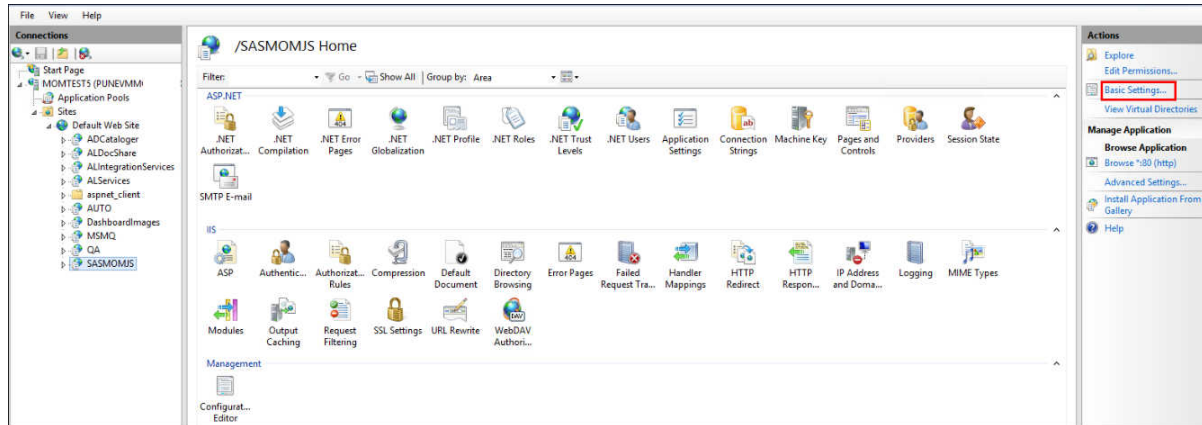 File View Help
Connections
Start Page
MOMTEST5 (PUNEVMM
Application Pools
Sites
Default Web Site
ADCataloger
ALDocShare
ALIntegrationServices
ALServices
aspnet_client
AUTO
DashboardImages
MSMQ
QA
SASMOMJS
/SASMOMJS Home
Filter: Go Show All Group by: Area
ASP.NET
.NET Authorizat...
.NET Compilation
.NET Error Pages
.NET Globalization
.NET Profile
.NET Roles
.NET Trust Levels
.NET Users
Application Settings
Connection Strings
Machine Key
Pages and Controls
Providers
Session State
SMTP E-mail
IIS
ASP
Authentic...
Authorizat... Rules
Compression
Default Document
Directory Browsing
Error Pages
Failed Request Tra...
Handler Mappings
HTTP Redirect
HTTP Respon...
IP Address and Doma...
Logging
MIME Types
Modules
Output Caching
Request Filtering
SSL Settings
URL Rewrite
WebDAV Authori...
Management
Configurat... Editor
Actions
Explore
Edit Permissions...
Basic Settings...
View Virtual Directories
Manage Application
Browse Application
Browse *:80 (http)
Advanced Settings...
Install Application From
Gallery
Help